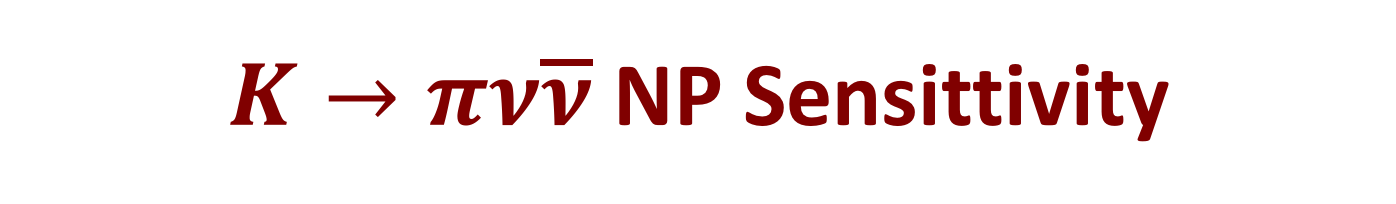 K → πνν̅ NP Sensittivity